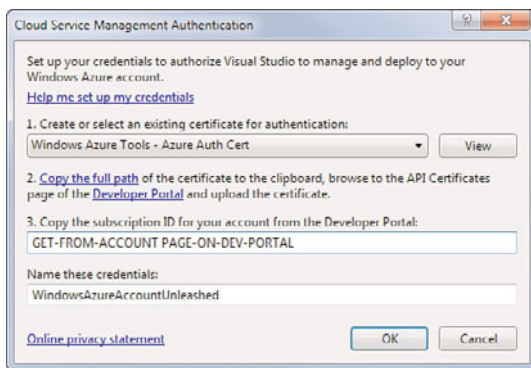 Cloud Service Management Authentication
Set up your credentials to authorize Visual Studio to manage and deploy to your
Windows Azure account.
Help me set up my credentials
1. Create or select an existing certificate for authentication:
Windows Azure Tools - Azure Auth Cert
View
2. Copy the full path of the certificate to the clipboard, browse to the API Certificates
page of the Developer Portal and upload the certificate.
3. Copy the subscription ID for your account from the Developer Portal:
GET-FROM-ACCOUNT PAGE-ON-DEV-PORTAL
Name these credentials:
WindowsAzureAccountUnleashed
Online privacy statement
OK
Cancel